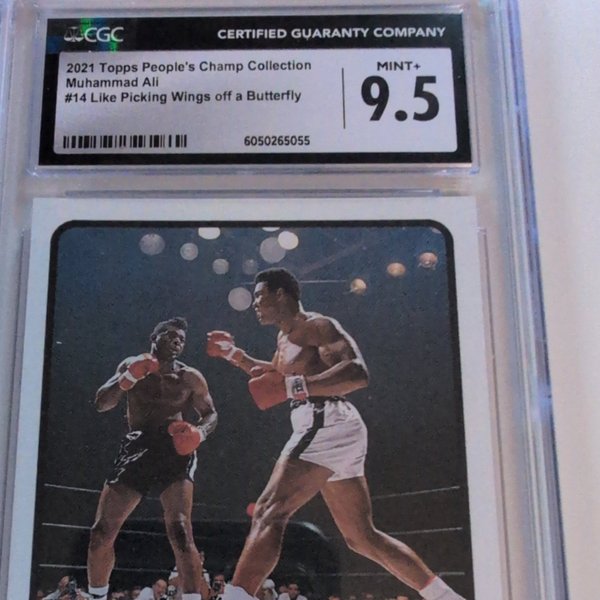 CGC
CERTIFIED GUARANTY COMPANY
2021 Topps People's Champ Collection
Muhammad Ali
#14 Like Picking Wings off a Butterfly
MINT+
9.5
6050265055